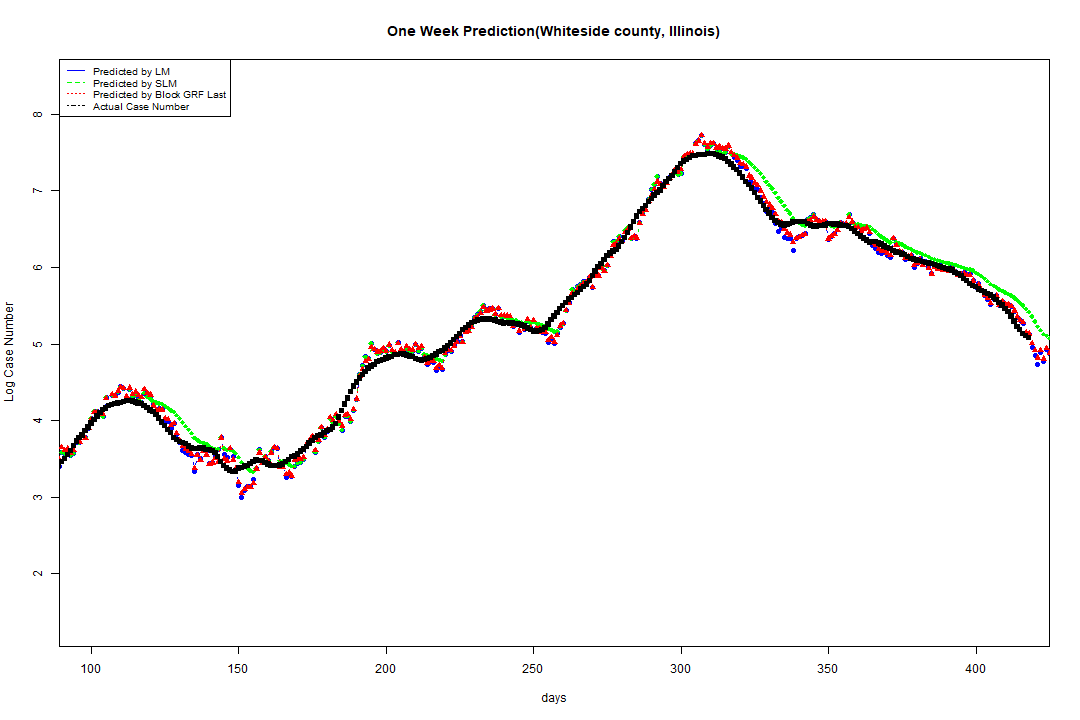 One Week Prediction(Whiteside county, Illinois)
Predicted by LM
Predicted by SLM
Predicted by Block GRF Last
Actual Case Number
8
7
6
5
4
3
2
Log Case Number
100 150 200 250 300 350 400
days